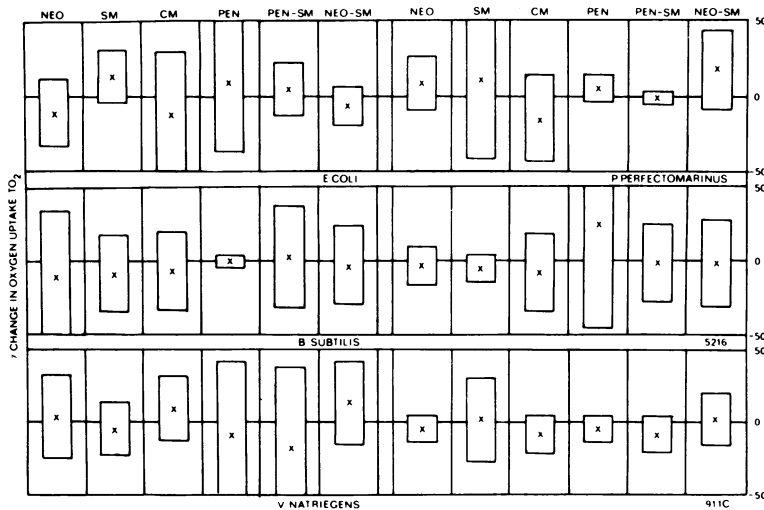 NEO SM CM PEN PEN-SM NEO-SM NEO SM CM PEN PEN-SM NEO-SM
50
0
E COLI P PERFECTOMARINUS -50
50
0
B SUBTILIS 5216 -50
50
0
V NATRIEGENS 911C -50
% CHANGE IN OXYGEN UPTAKE TO2